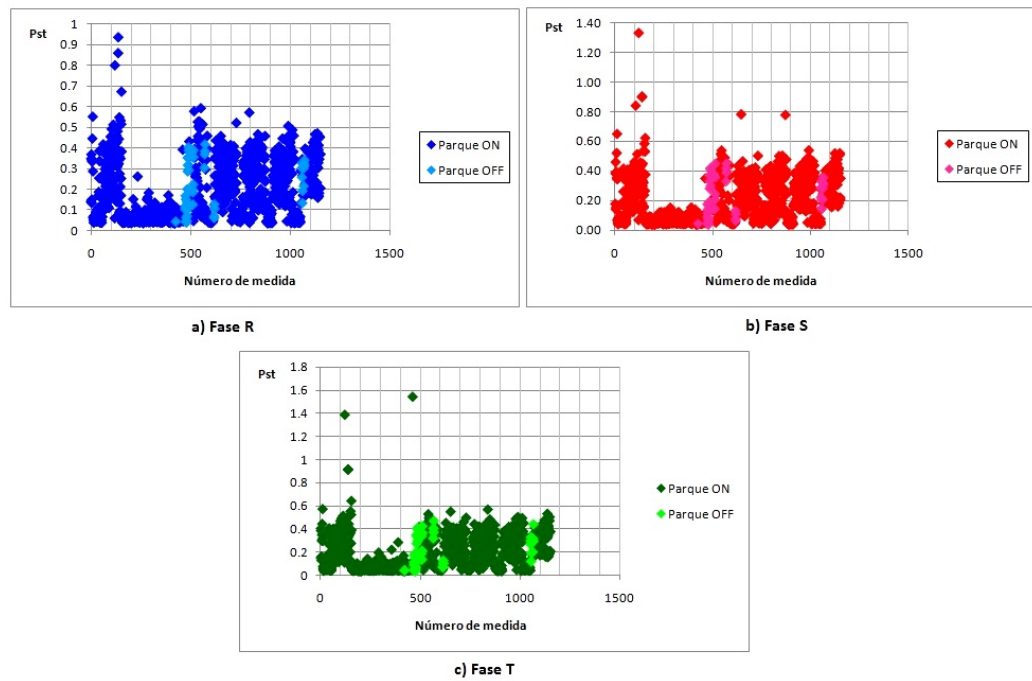 Pst
1
0.9
0.8
0.7
0.6
0.5
0.4
0.3
0.2
0.1
0
0 500 1000 1500
Número de medida
Parque ON
Parque OFF
a) Fase R
Pst
1.40
1.20
1.00
0.80
0.60
0.40
0.20
0.00
0 500 1000 1500
Número de medida
Parque ON
Parque OFF
b) Fase S
Pst
1.8
1.6
1.4
1.2
1
0.8
0.6
0.4
0.2
0
0 500 1000 1500
Número de medida
Parque ON
Parque OFF
c) Fase T